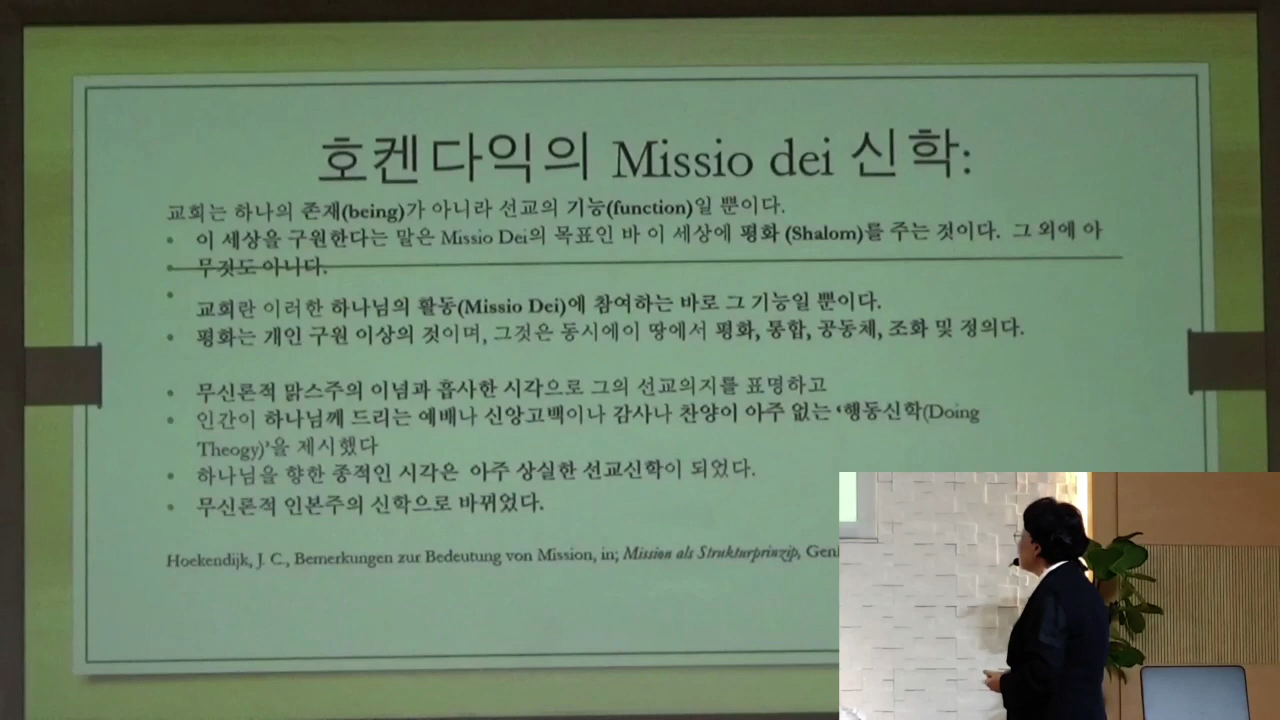 호켄다익의 Missio dei 신학:
교회는 하나의 존재(being)가 아니라 선교의 기능(function)일 뿐이다.
• 이 세상을 구원한다는 말은 Missio Dei의 목표인 바 이 세상에 평화 (Shalom)를 주는 것이다. 그 외에 아
• 무것도 아니다.
•
교회란 이러한 하나님의 활동(Missio Dei)에 참여하는 바로 그 기능일 뿐이다.
• 평화는 개인 구원 이상의 것이며, 그것은 동시에이 땅에서 평화, 통합, 공동체, 조화 및 정의다.
• 무신론적 맑스주의 이념과 흡사한 시각으로 그의 선교의지를 표명하고
• 인간이 하나님께 드리는 예배나 신앙고백이나 감사나 찬양이 아주 없는 ‘행동신학(Doing
Theogy)’을 제시했다
• 하나님을 향한 종적인 시각은 아주 상실한 선교신학이 되었다.
• 무신론적 인본주의 신학으로 바뀌었다.
Hoekendijk, J. C., Bemerkungen zur Bedeutung von Mission, in; Mission als Strukturprinzip,